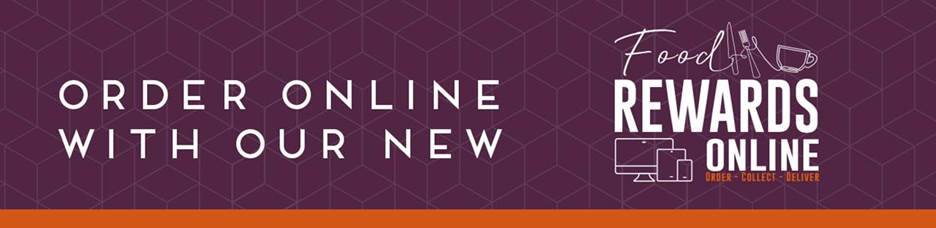 ORDER ONLINE
WITH OUR NEW
Food
REWARDS
ONLINE
ORDER - COLLECT - DELIVER